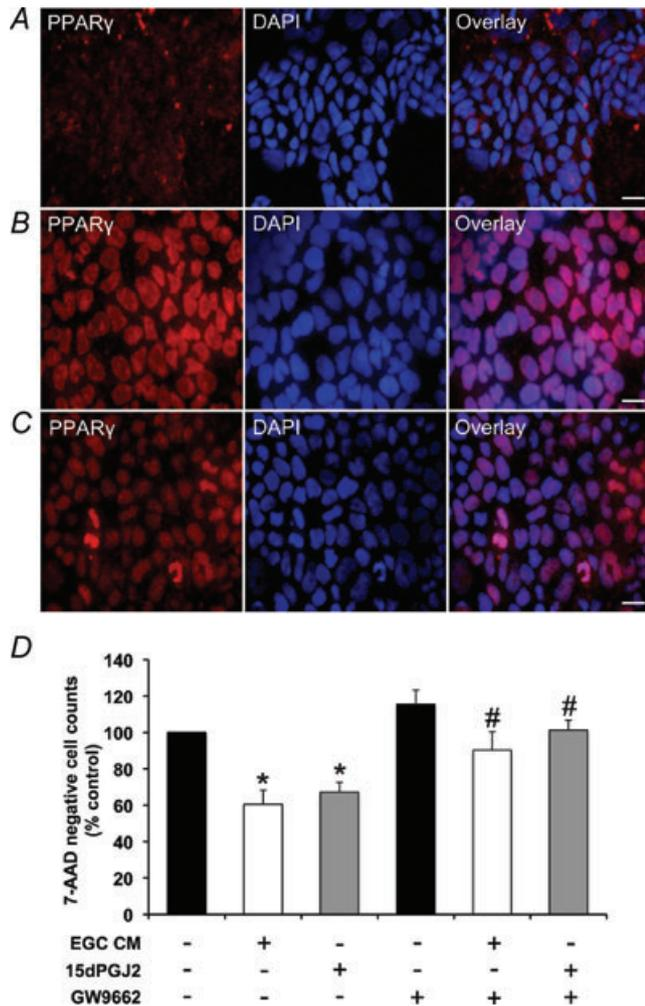 A PPARγ DAPI Overlay
B PPARγ DAPI Overlay
C PPARγ DAPI Overlay
D
7-AAD negative cell counts
(% control)
140
120
100
80
60
40
20
0
* * # #
EGC CM - + - - + -
15dPGJ2 - - + - - +
GW9662 - - - + + +